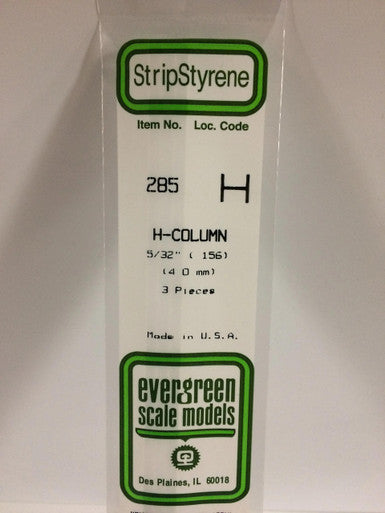 StripStyrene
Item No. Loc. Code
285 H
H-COLUMN
5/32" ( 156)
(4 0 mm)
3 Pieces
Made in U.S.A.
evergreen
scale models
Des Plaines, IL 60018